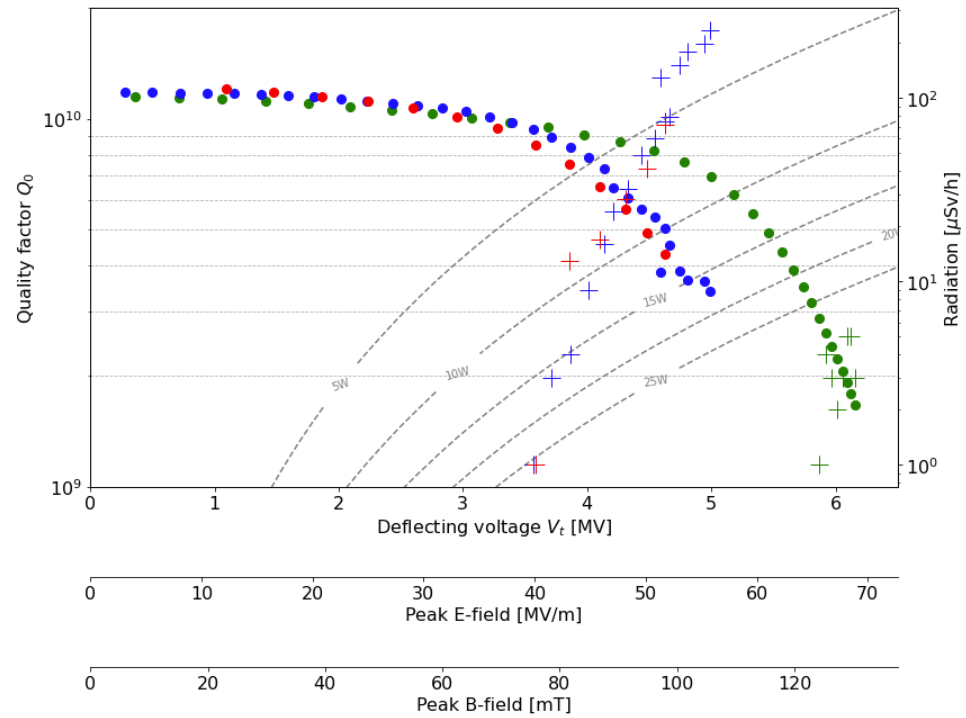 10¹⁰
10⁹
Quality factor Q₀
10²
10¹
10⁰
Radiation [μSv/h]
5W
10W
15W
20W
25W
0 1 2 3 4 5 6
Deflecting voltage Vₜ [MV]
0 10 20 30 40 50 60 70
Peak E-field [MV/m]
0 20 40 60 80 100 120
Peak B-field [mT]